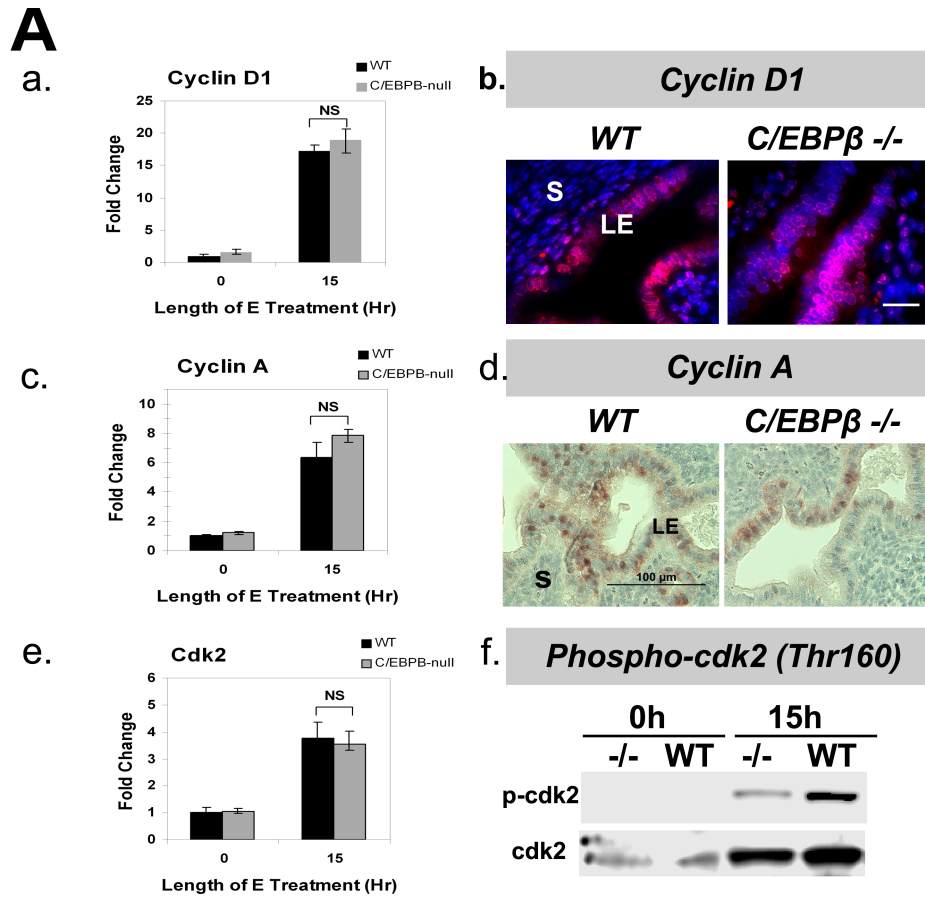 A
a.
Cyclin D1
WT
C/EBPB-null
25
20
15
10
5
0
NS
Fold Change
0 15
Length of E Treatment (Hr)
b.
Cyclin D1
WT C/EBPβ -/-
S
LE
c.
Cyclin A
WT
C/EBPB-null
10
8
6
4
2
0
NS
Fold Change
0 15
Length of E Treatment (Hr)
d.
Cyclin A
WT C/EBPβ -/-
LE
S
100 µm
e.
Cdk2
WT
C/EBPB-null
6
5
4
3
2
1
0
NS
Fold Change
0 15
Length of E Treatment (Hr)
f.
Phospho-cdk2 (Thr160)
0h 15h
-/- WT -/- WT
p-cdk2
cdk2